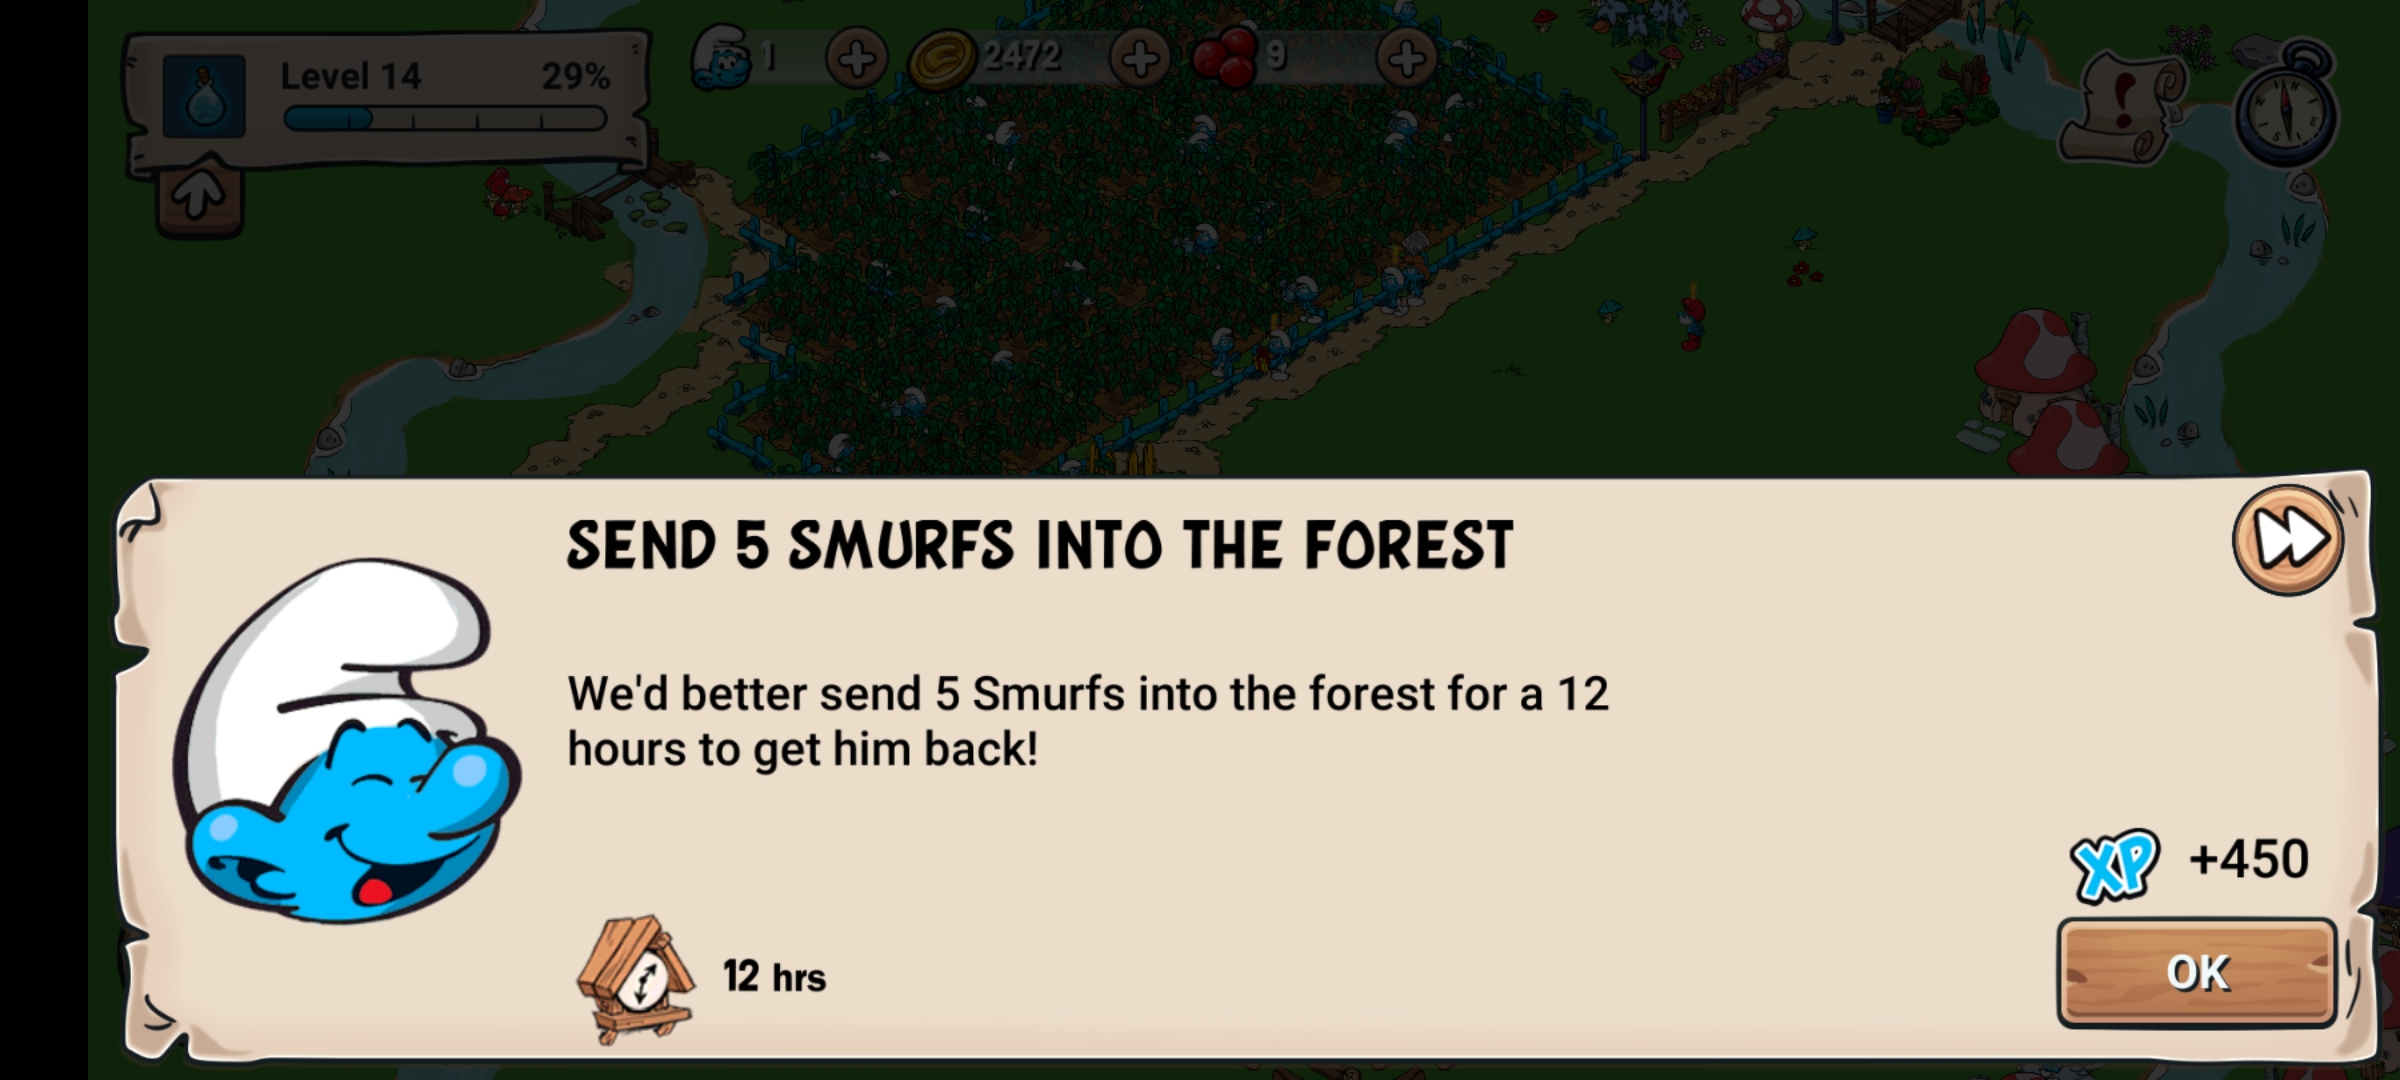 Level 14 29%
1
2472
9
SEND 5 SMURFS INTO THE FOREST
We'd better send 5 Smurfs into the forest for a 12
hours to get him back!
XP +450
12 hrs
OK